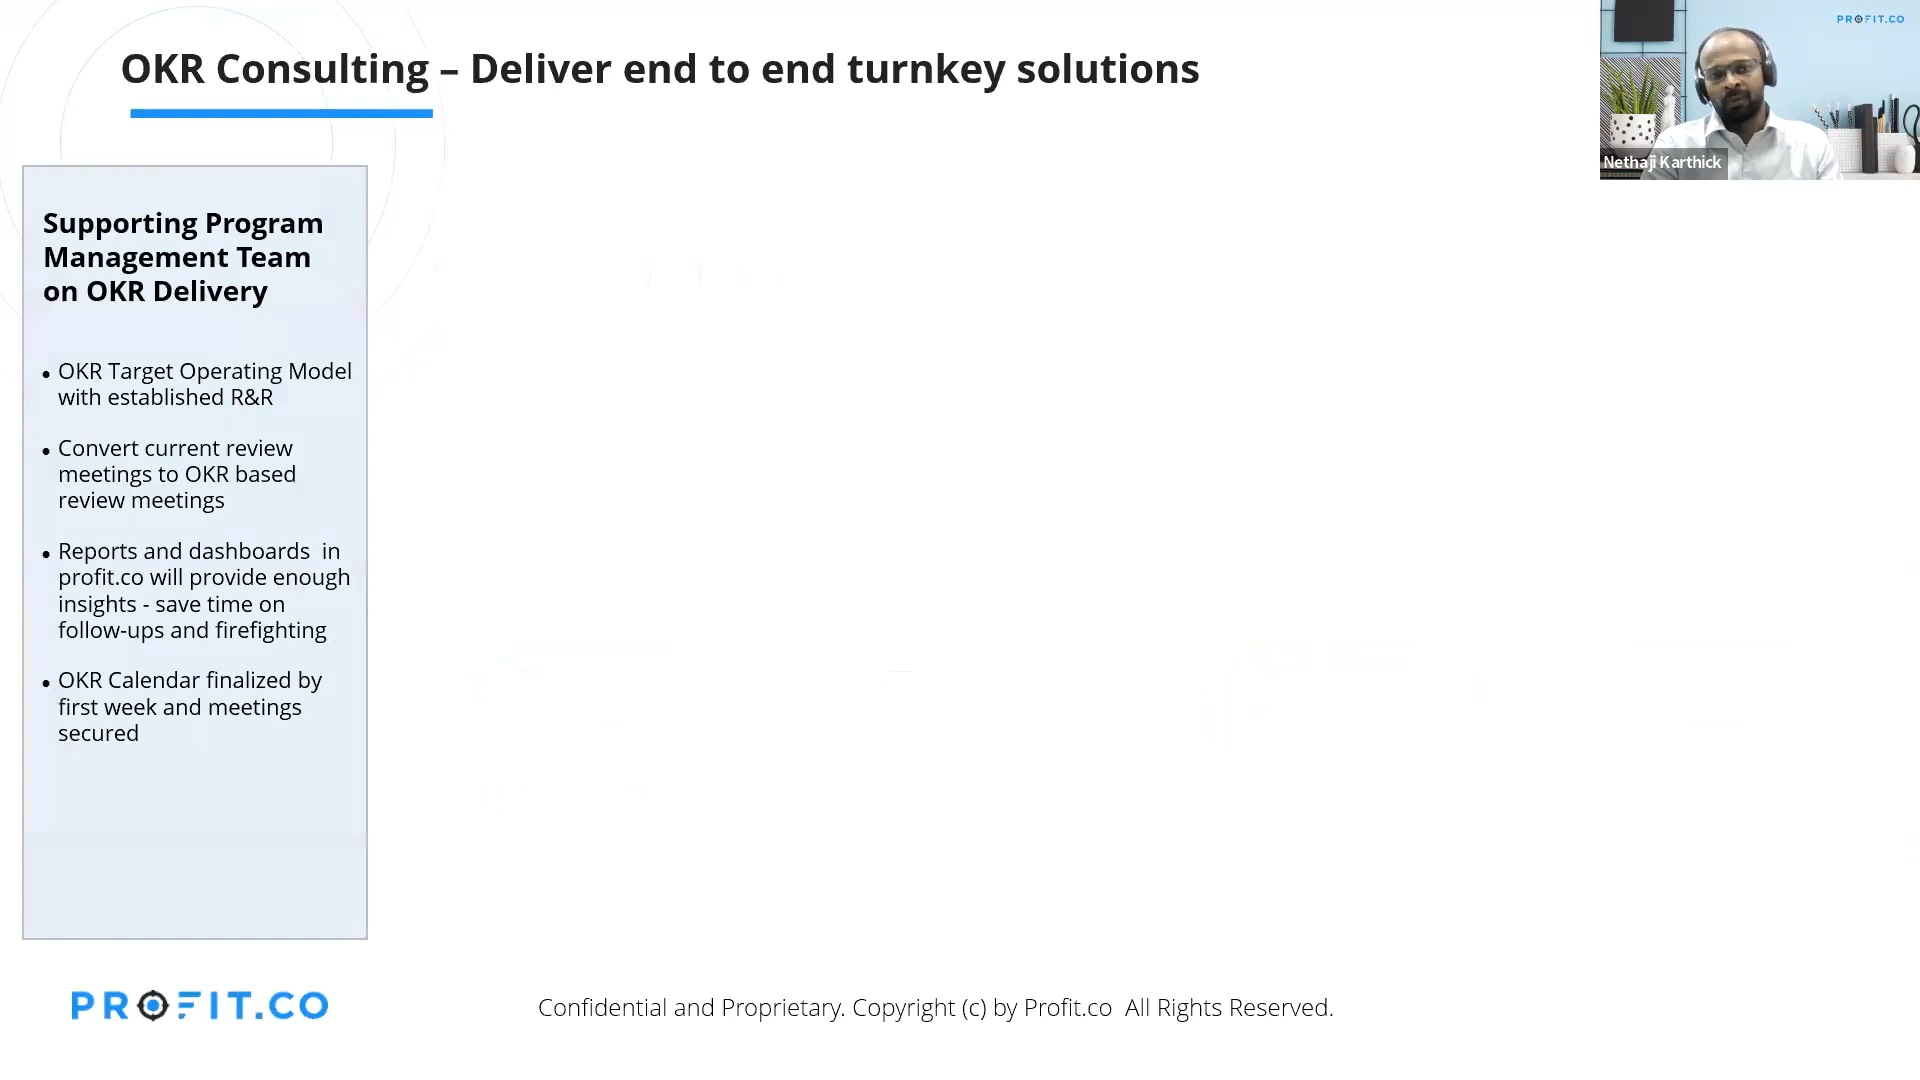 OKR Consulting – Deliver end to end turnkey solutions
PROFIT.CO
Nethaji Karthick
Supporting Program
Management Team
on OKR Delivery
• OKR Target Operating Model
with established R&R
• Convert current review
meetings to OKR based
review meetings
• Reports and dashboards  in
profit.co will provide enough
insights - save time on
follow-ups and firefighting
• OKR Calendar finalized by
first week and meetings
secured
PROFIT.CO
Confidential and Proprietary. Copyright (c) by Profit.co  All Rights Reserved.